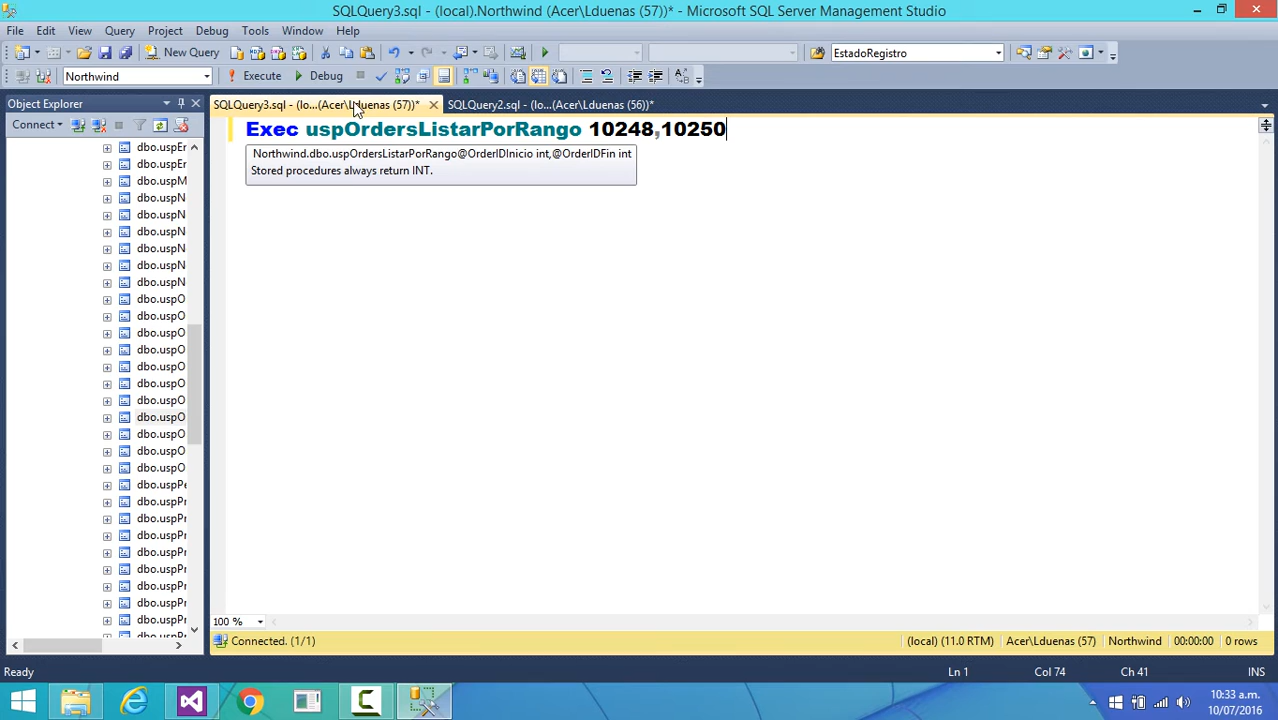 SQLQuery3.sql - (local).Northwind (Acer\Lduenas (57))* - Microsoft SQL Server Management Studio
File Edit View Query Project Debug Tools Window Help
New Query EstadoRegistro
Northwind Execute Debug
Object Explorer
SQLQuery3.sql - (lo...(Acer\Lduenas (57))* SQLQuery2.sql - (lo...(Acer\Lduenas (56))*
Connect
Exec uspOrdersListarPorRango 10248,10250
Northwind.dbo.uspOrdersListarPorRango@OrderIDInicio int,@OrderIDFin int
Stored procedures always return INT.
dbo.uspEr
dbo.uspEr
dbo.uspM
dbo.uspN
dbo.uspN
dbo.uspN
dbo.uspN
dbo.uspN
dbo.uspN
dbo.uspO
dbo.uspO
dbo.uspO
dbo.uspO
dbo.uspO
dbo.uspO
dbo.uspO
dbo.uspO
dbo.uspO
dbo.uspO
dbo.uspO
dbo.uspPe
dbo.uspPr
dbo.uspPr
dbo.uspPr
dbo.uspPr
dbo.uspPr
dbo.uspPr
dbo.uspPr
dbo.uspPr
dbo.uspPr
100 %
Connected. (1/1) (local) (11.0 RTM) Acer\Lduenas (57) Northwind 00:00:00 0 rows
Ready Ln 1 Col 74 Ch 41 INS
10:33 a.m.
10/07/2016